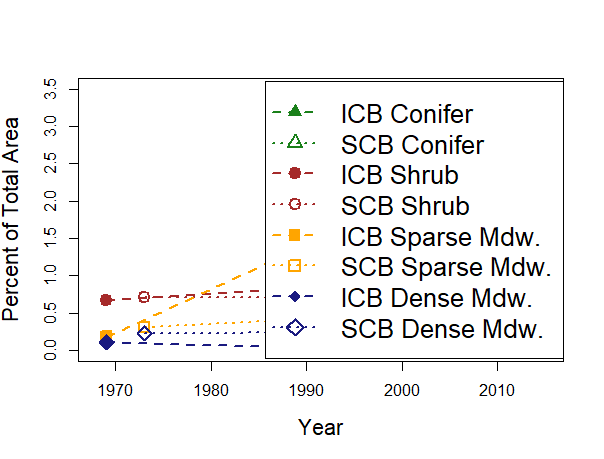 Percent of Total Area
3.5
3.0
2.5
2.0
1.5
1.0
0.5
0.0
ICB Conifer
SCB Conifer
ICB Shrub
SCB Shrub
ICB Sparse Mdw.
SCB Sparse Mdw.
ICB Dense Mdw.
SCB Dense Mdw.
1970 1980 1990 2000 2010
Year